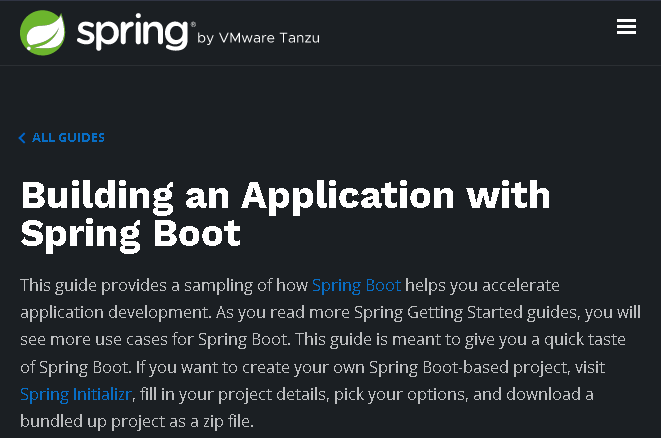 spring® by VMware Tanzu
ALL GUIDES
Building an Application with
Spring Boot
This guide provides a sampling of how Spring Boot helps you accelerate
application development. As you read more Spring Getting Started guides, you will
see more use cases for Spring Boot. This guide is meant to give you a quick taste
of Spring Boot. If you want to create your own Spring Boot-based project, visit
Spring Initializr, fill in your project details, pick your options, and download a
bundled up project as a zip file.